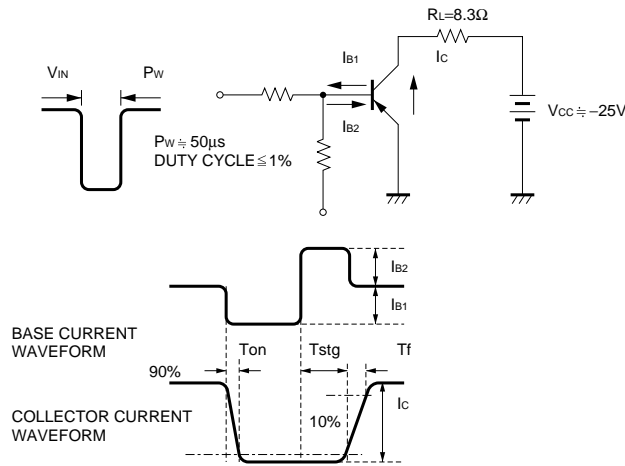 RL=8.3Ω
IB1
IC
VIN
PW
IB2
VCC ≒ −25V
PW ≒ 50µs
DUTY CYCLE ≦ 1%
IB2
IB1
BASE CURRENT
WAVEFORM
Ton
Tstg
Tf
90%
IC
10%
COLLECTOR CURRENT
WAVEFORM